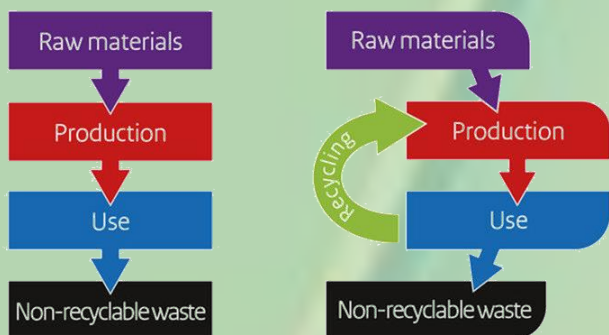 Raw materials
Production
Use
Non-recyclable waste
Raw materials
Production
Recycling
Use
Non-recyclable waste